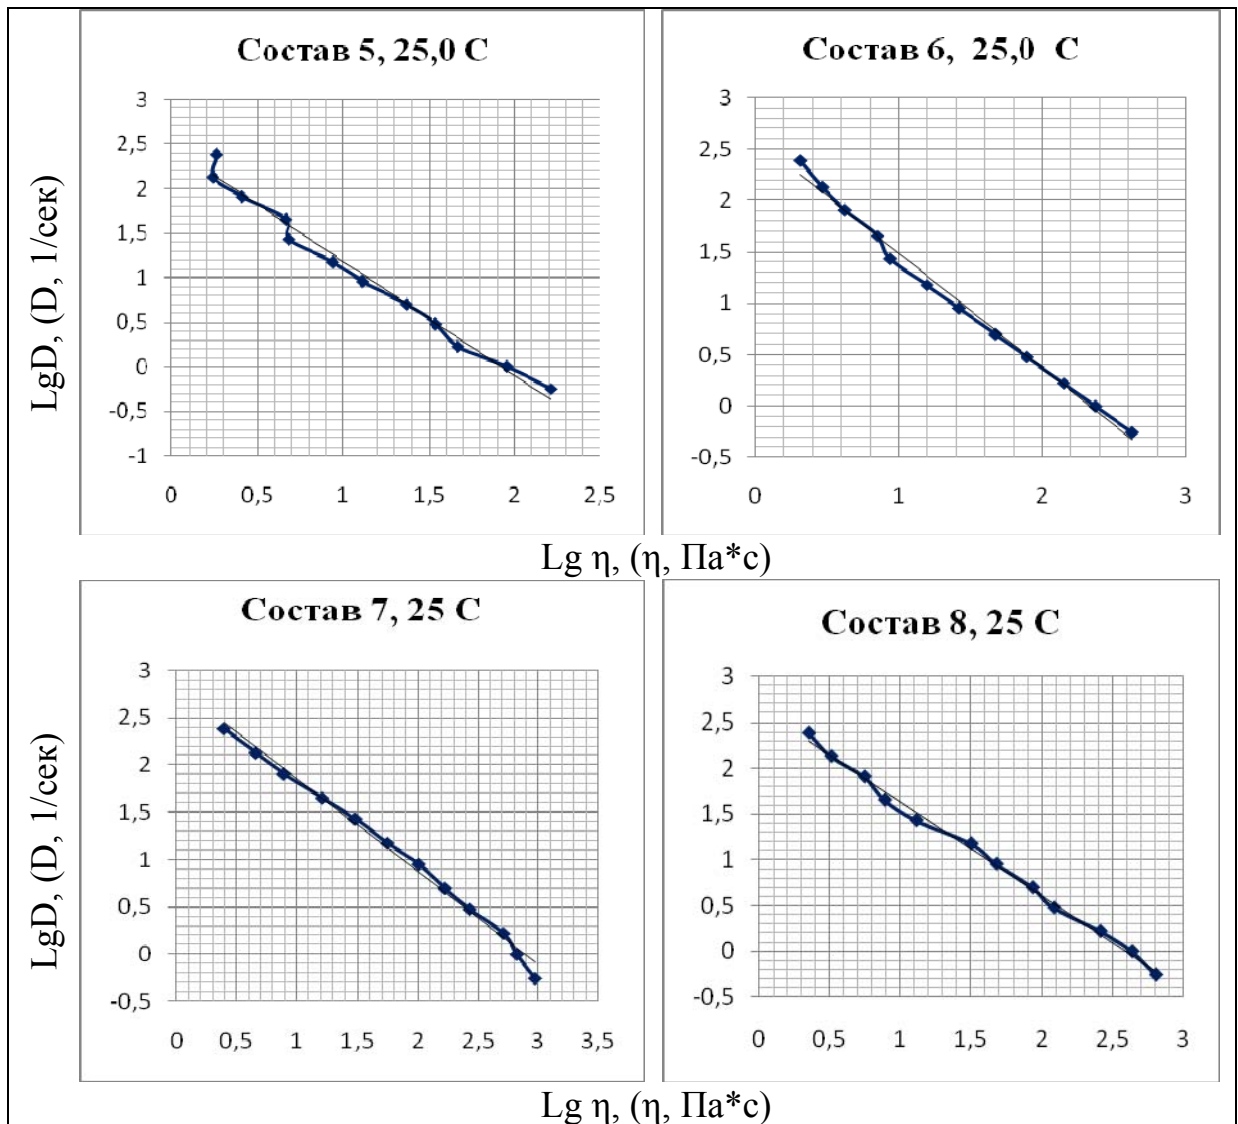 Состав 5, 25,0 С
3
2,5
2
1,5
1
0,5
0
-0,5
-1
0 0,5 1 1,5 2 2,5
LgD, (D, 1/сек)
Состав 6, 25,0 С
3
2,5
2
1,5
1
0,5
0
-0,5
0 1 2 3
Lg η, (η, Па*с)
Состав 7, 25 С
3
2,5
2
1,5
1
0,5
0
-0,5
0 0,5 1 1,5 2 2,5 3 3,5
LgD, (D, 1/сек)
Состав 8, 25 С
3
2,5
2
1,5
1
0,5
0
-0,5
0 0,5 1 1,5 2 2,5 3
Lg η, (η, Па*с)